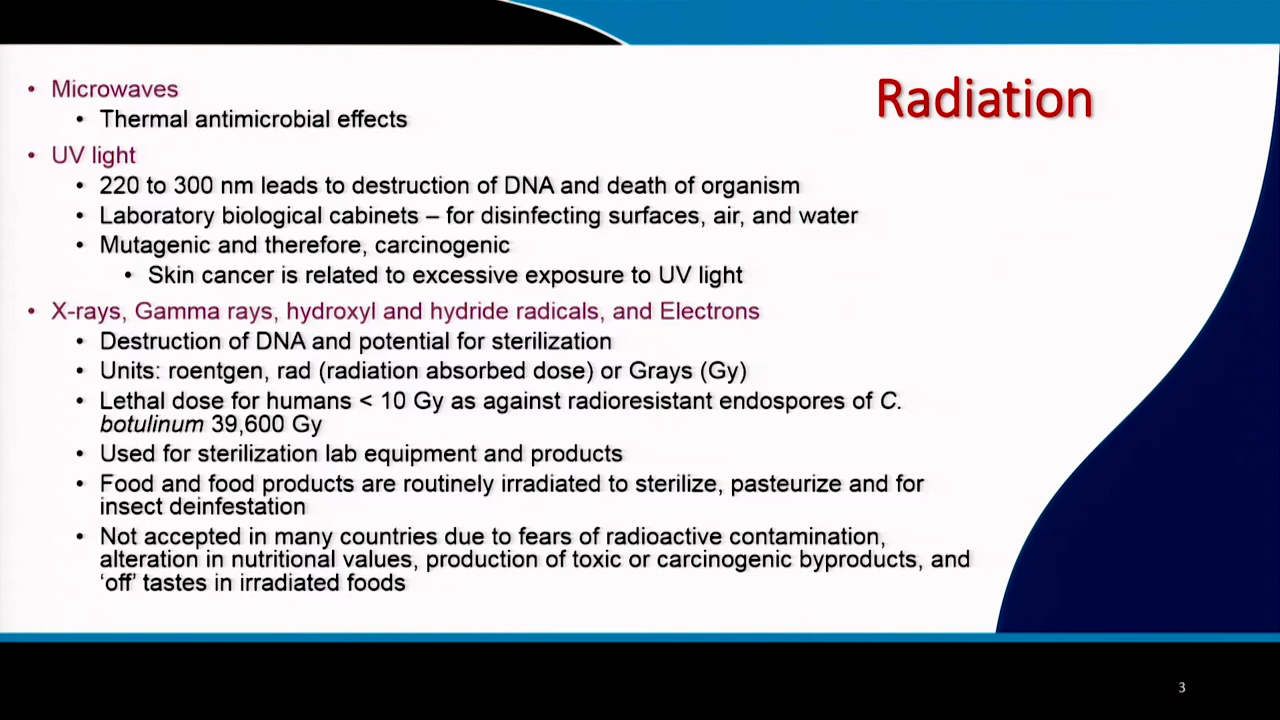 Radiation
• Microwaves
• Thermal antimicrobial effects
• UV light
• 220 to 300 nm leads to destruction of DNA and death of organism
• Laboratory biological cabinets – for disinfecting surfaces, air, and water
• Mutagenic and therefore, carcinogenic
• Skin cancer is related to excessive exposure to UV light
• X-rays, Gamma rays, hydroxyl and hydride radicals, and Electrons
• Destruction of DNA and potential for sterilization
• Units: roentgen, rad (radiation absorbed dose) or Grays (Gy)
• Lethal dose for humans < 10 Gy as against radioresistant endospores of C.
botulinum 39,600 Gy
• Used for sterilization lab equipment and products
• Food and food products are routinely irradiated to sterilize, pasteurize and for
insect deinfestation
• Not accepted in many countries due to fears of radioactive contamination,
alteration in nutritional values, production of toxic or carcinogenic byproducts, and
‘off’ tastes in irradiated foods
3